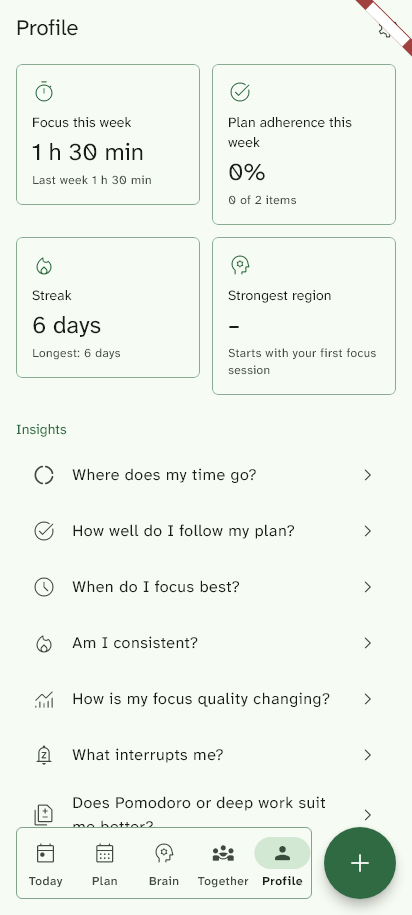 Profile
Focus this week
1 h 30 min
Last week 1 h 30 min
Plan adherence this
week
0%
0 of 2 items
Streak
6 days
Longest: 6 days
Strongest region
–
Starts with your first focus
session
Insights
Where does my time go?
How well do I follow my plan?
When do I focus best?
Am I consistent?
How is my focus quality changing?
What interrupts me?
Does Pomodoro or deep work suit
me better?
Today
Plan
Brain
Together
Profile